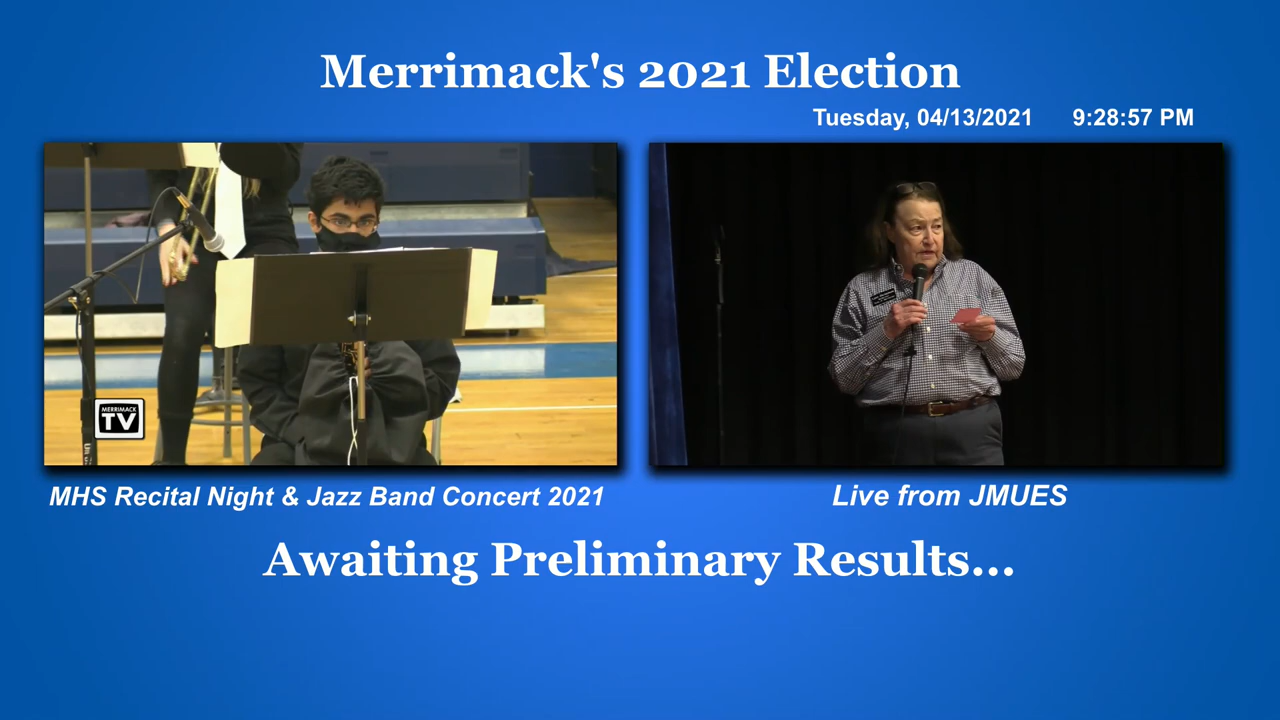 Merrimack's 2021 Election
Tuesday, 04/13/2021 9:28:57 PM
MERRIMACK
TV
MHS Recital Night & Jazz Band Concert 2021
Live from JMUES
Awaiting Preliminary Results...